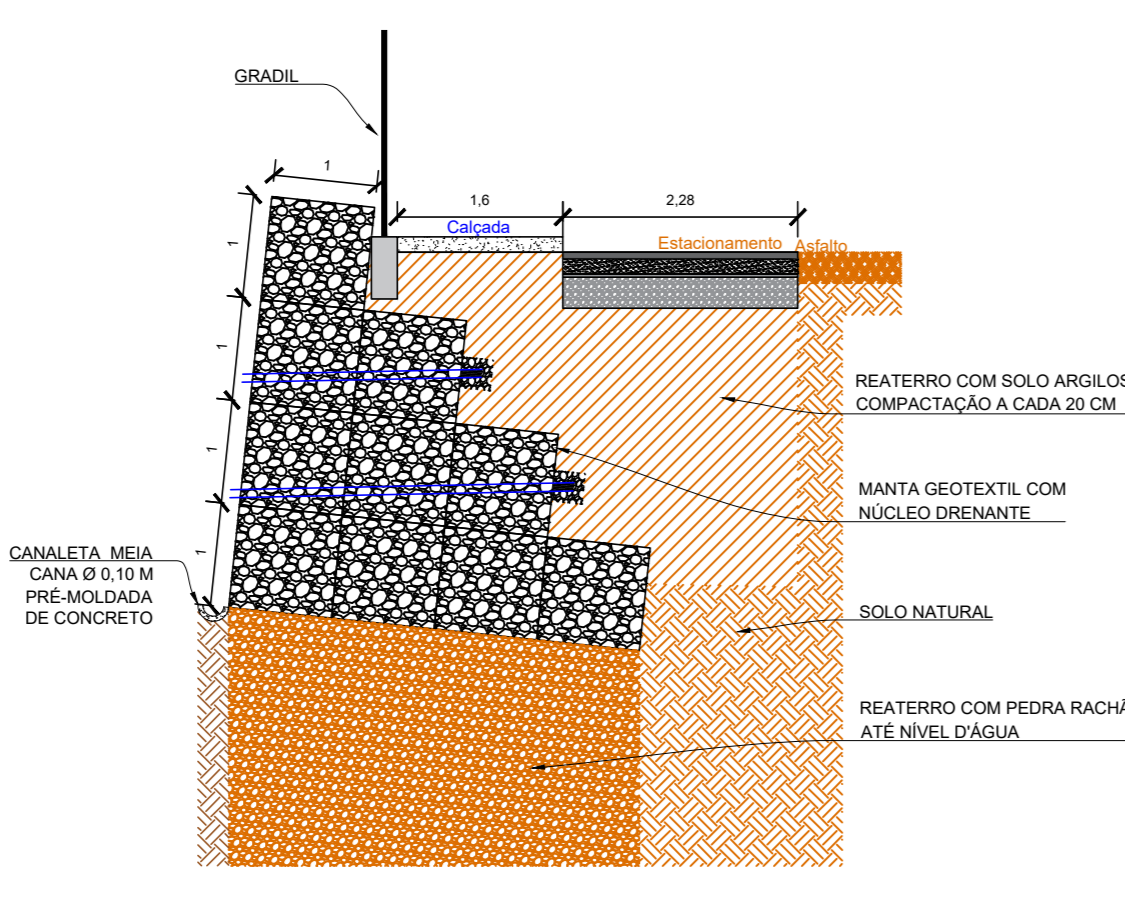 GRADIL
1
1,6
2,28
Calçada
Estacionamento
Asfalto
1
1
1
1
REATERRO COM SOLO ARGILOS
COMPACTAÇÃO A CADA 20 CM
MANTA GEOTEXTIL COM
NÚCLEO DRENANTE
CANALETA MEIA
CANA Ø 0,10 M
PRÉ-MOLDADA
DE CONCRETO
SOLO NATURAL
REATERRO COM PEDRA RACHÃ
ATÉ NÍVEL D'ÁGUA